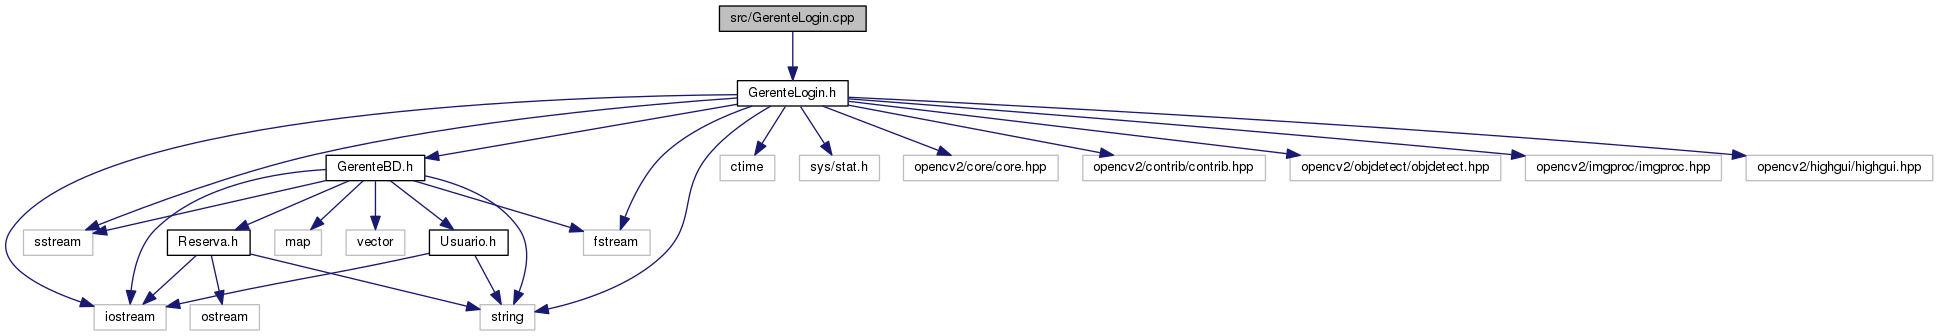 src/GerenteLogin.cpp
GerenteLogin.h
GerenteBD.h
ctime
sys/stat.h
opencv2/core/core.hpp
opencv2/contrib/contrib.hpp
opencv2/objdetect/objdetect.hpp
opencv2/imgproc/imgproc.hpp
opencv2/highgui/highgui.hpp
sstream
Reserva.h
map
vector
Usuario.h
fstream
iostream
ostream
string